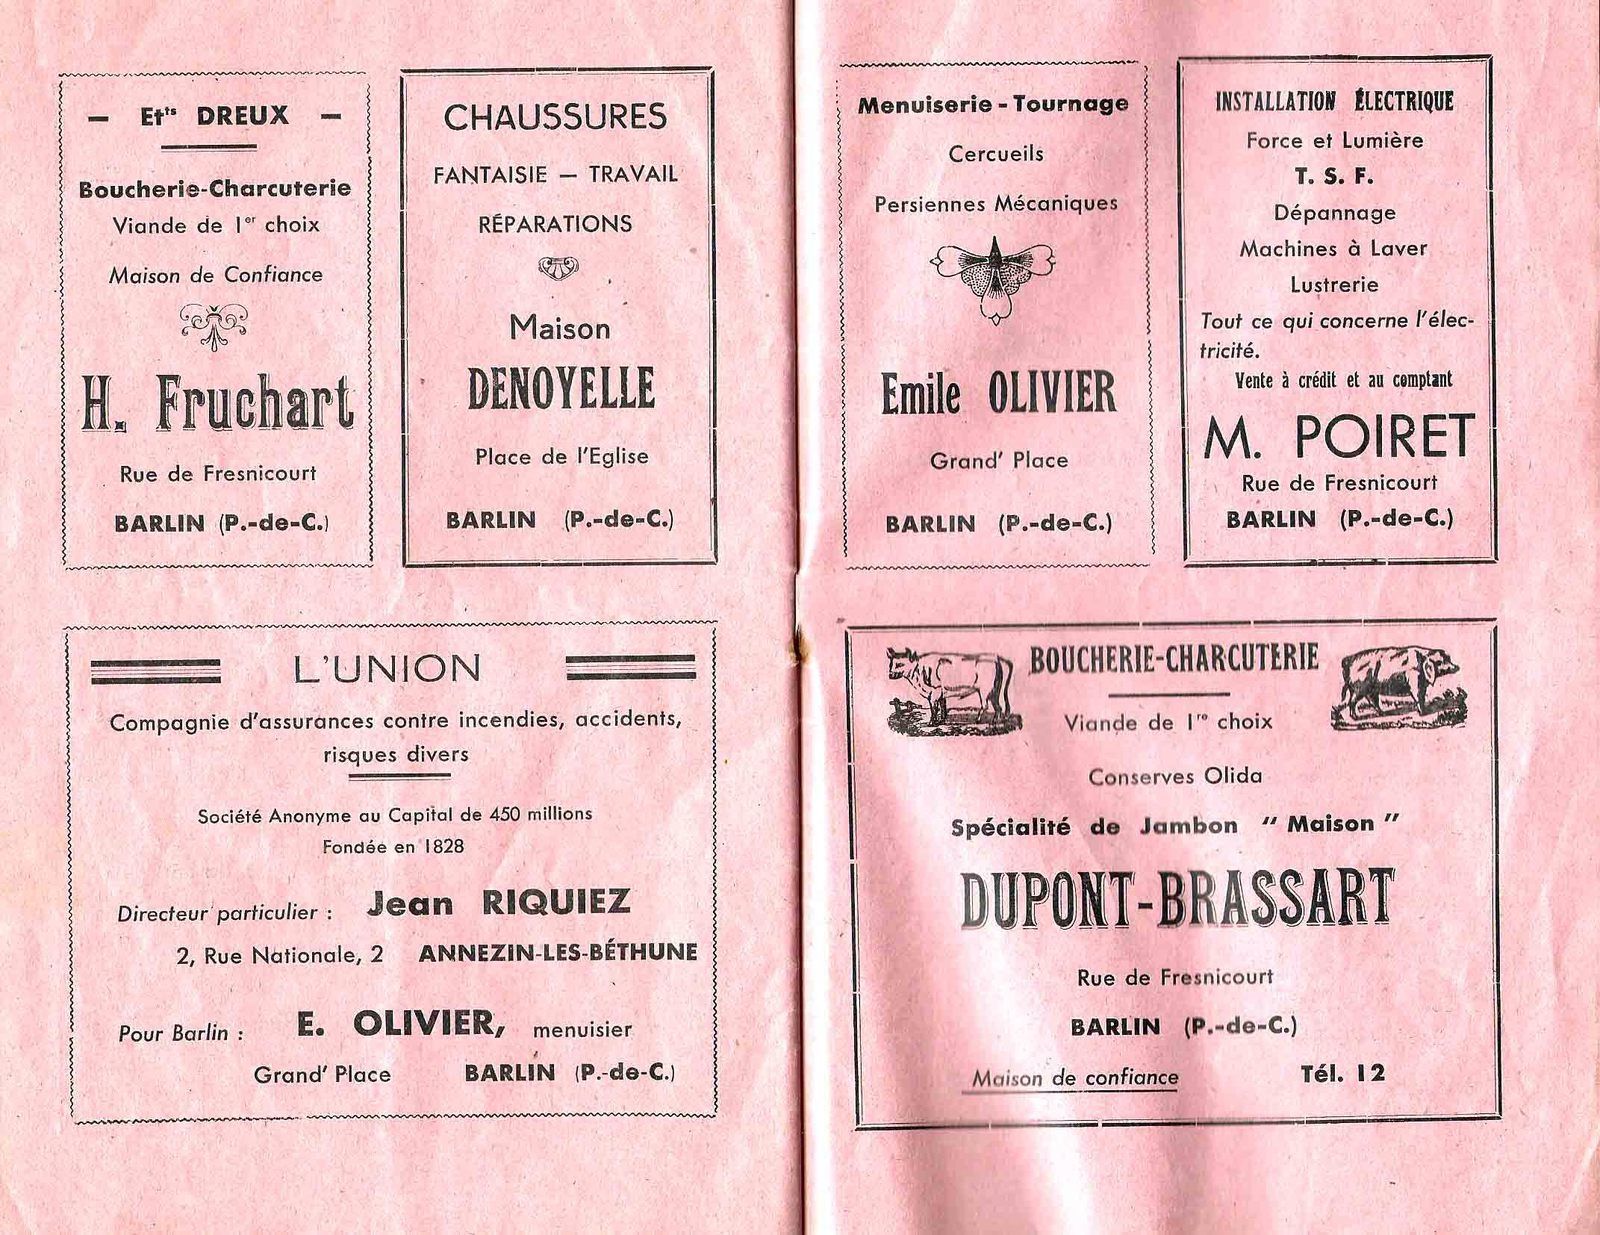 — Etts DREUX —
Boucherie-Charcuterie
Viande de 1er choix
Maison de Confiance
H. Fruchart
Rue de Fresnicourt
BARLIN (P.-de-C.)
CHAUSSURES
FANTAISIE — TRAVAIL
RÉPARATIONS
Maison
DENOYELLE
Place de l'Eglise
BARLIN (P.-de-C.)
L'UNION
Compagnie d'assurances contre incendies, accidents,
risques divers
Société Anonyme au Capital de 450 millions
Fondée en 1828
Directeur particulier : Jean RIQUIEZ
2, Rue Nationale, 2 ANNEZIN-LES-BÉTHUNE
Pour Barlin : E. OLIVIER, menuisier
Grand' Place BARLIN (P.-de-C.)
Menuiserie - Tournage
Cercueils
Persiennes Mécaniques
Emile OLIVIER
Grand' Place
BARLIN (P.-de-C.)
INSTALLATION ÉLECTRIQUE
Force et Lumière
T. S. F.
Dépannage
Machines à Laver
Lustrerie
Tout ce qui concerne l'élec-
tricité.
Vente à crédit et au comptant
M. POIRET
Rue de Fresnicourt
BARLIN (P.-de-C.)
BOUCHERIE-CHARCUTERIE
Viande de 1re choix
Conserves Olida
Spécialité de Jambon " Maison "
DUPONT-BRASSART
Rue de Fresnicourt
BARLIN (P.-de-C.)
Maison de confiance Tél. 12